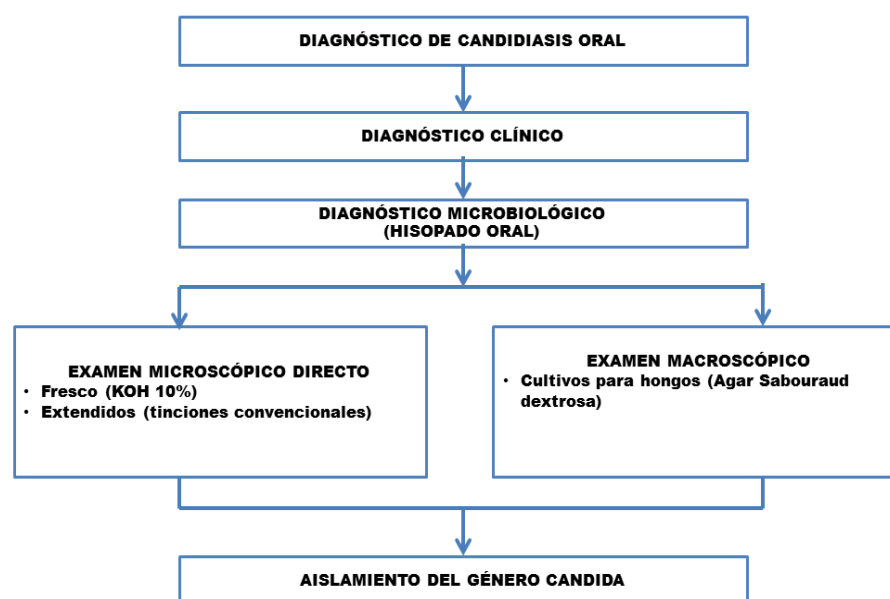 DIAGNÓSTICO DE CANDIDIASIS ORAL
DIAGNÓSTICO CLÍNICO
DIAGNÓSTICO MICROBIOLÓGICO
(HISOPADO ORAL)
EXAMEN MICROSCÓPICO DIRECTO
• Fresco (KOH 10%)
• Extendidos (tinciones convencionales)
EXAMEN MACROSCÓPICO
• Cultivos para hongos (Agar Sabouraud
dextrosa)
AISLAMIENTO DEL GÉNERO CANDIDA